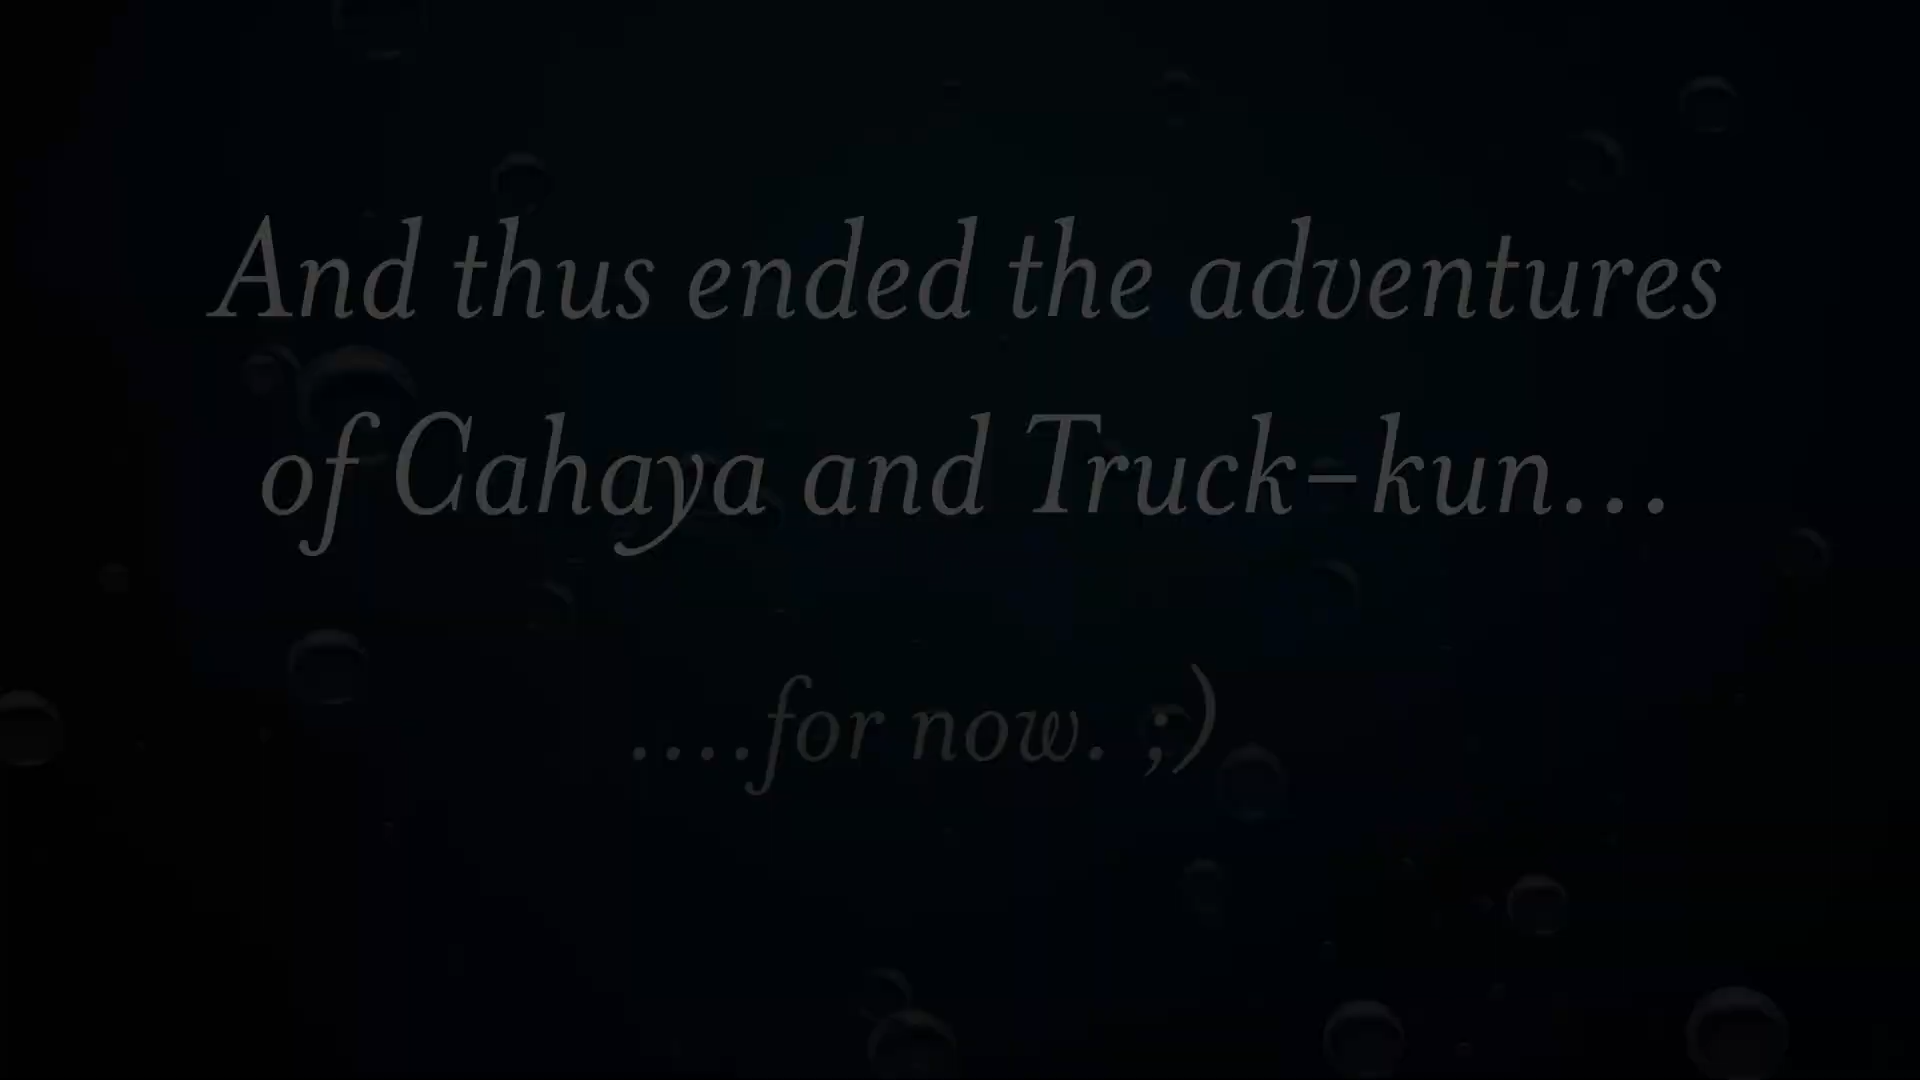 And thus ended the adventures
of Cahaya and Truck-kun...
....for now. ;)